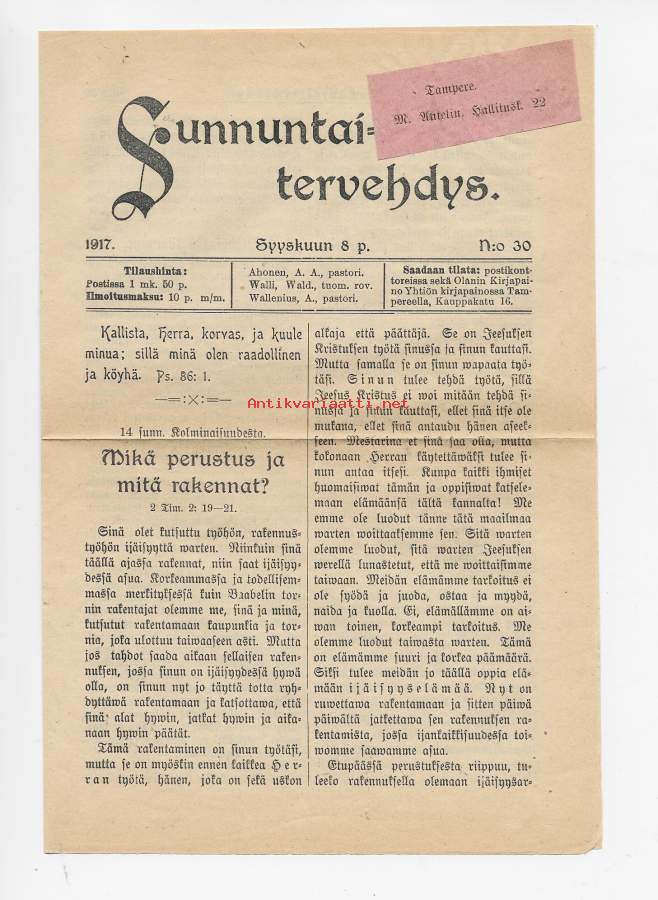 Tampere.
M. Antelin, Hallitusk. 22
Sunnuntai-
tervehdys.
1917. Syyskuun 8 p. N:o 30
Tilaushinta:
Postissa 1 mk. 50 p.
Ilmoitusmaksu: 10 p. m/m.
Ahonen, A. A., pastori.
Walli, Wald., tuom. rov.
Wallenius, A., pastori.
Saadaan tilata: postikont-
toreissa sekä Olanin Kirjapai-
no Yhtiön kirjapainossa Tam-
pereella, Kauppakatu 16.
Kallista, Herra, korvas, ja kuule
minua; sillä minä olen raadollinen
ja köyhä. Ps. 86: 1.
14 sunn. Kolminaisuudesta.
Mikä perustus ja
mitä rakennat?
2 Tim. 2: 19—21.
Sinä olet kutsuttu työhön, rakennus-
työhön ijäisyyttä warten. Niinkuin sinä
täällä ajassa rakennat, niin saat ijäisyy-
dessä asua. Korkeammassa ja todellisem-
massa merkityksessä kuin Baabelin tor-
nin rakentajat olemme me, sinä ja minä,
kutsutut rakentamaan kaupunkia ja tor-
nia, joka ulottuu taiwaaseen asti. Mutta
jos tahdot saada aikaan sellaisen raken-
nuksen, jossa sinun on ijäisyydessä hywä
olla, on sinun nyt jo täyttä totta ryh-
dyttäwä rakentamaan ja katsottawa, että
sinä alat hywin, jatkat hywin ja aika-
naan hywin päätät.
Tämä rakentaminen on sinun työtäsi,
mutta se on myöskin ennen kaikkea Her-
ran työtä, hänen, joka on sekä uskon
alkaja että päättäjä. Se on Jeesuksen
Kristuksen työtä sinussa ja sinun kauttasi.
Mutta samalla se on sinun wapaata työ-
täsi. Sinun tulee tehdä työtä, sillä
Jeesus Kristus ei woi mitään tehdä si-
nussa ja sinun kauttasi, ellet sinä itse ole
mukana, ellet sinä antaudu hänen aseek-
seen. Mestarina et sinä saa olla, mutta
kokonaan Herran käytettäwäksi tulee si-
nun antaa itsesi. Kunpa kaikki ihmiset
huomaisiwat tämän ja oppisiwat katsele-
maan elämäänsä tältä kannalta! Me
emme ole luodut tänne tätä maailmaa
warten woittaaksemme sen. Sitä warten
olemme luodut, sitä warten Jeesuksen
werellä lunastetut, että me woittaisimme
taiwaan. Meidän elämämme tarkoitus ei
ole syödä ja juoda, ostaa ja myydä,
naida ja kuolla. Ei, elämällämme on ai-
wan toinen, korkeampi tarkoitus. Me
olemme luodut taiwasta warten. Tämä
on elämämme suuri ja korkea päämäärä.
Siksi tulee meidän jo täällä oppia elä-
mään ijäisyyselämää. Nyt on
ruwettawa rakentamaan ja sitten päiwä
päiwältä jatkettawa sen rakennuksen ra-
kentamista, jossa ijankaikkisuudessa toi-
womme saawamme asua.
Etupäässä perustuksesta riippuu, tu-
leeko rakennuksella olemaan ijäisyysar-
Antikvariaatti.net